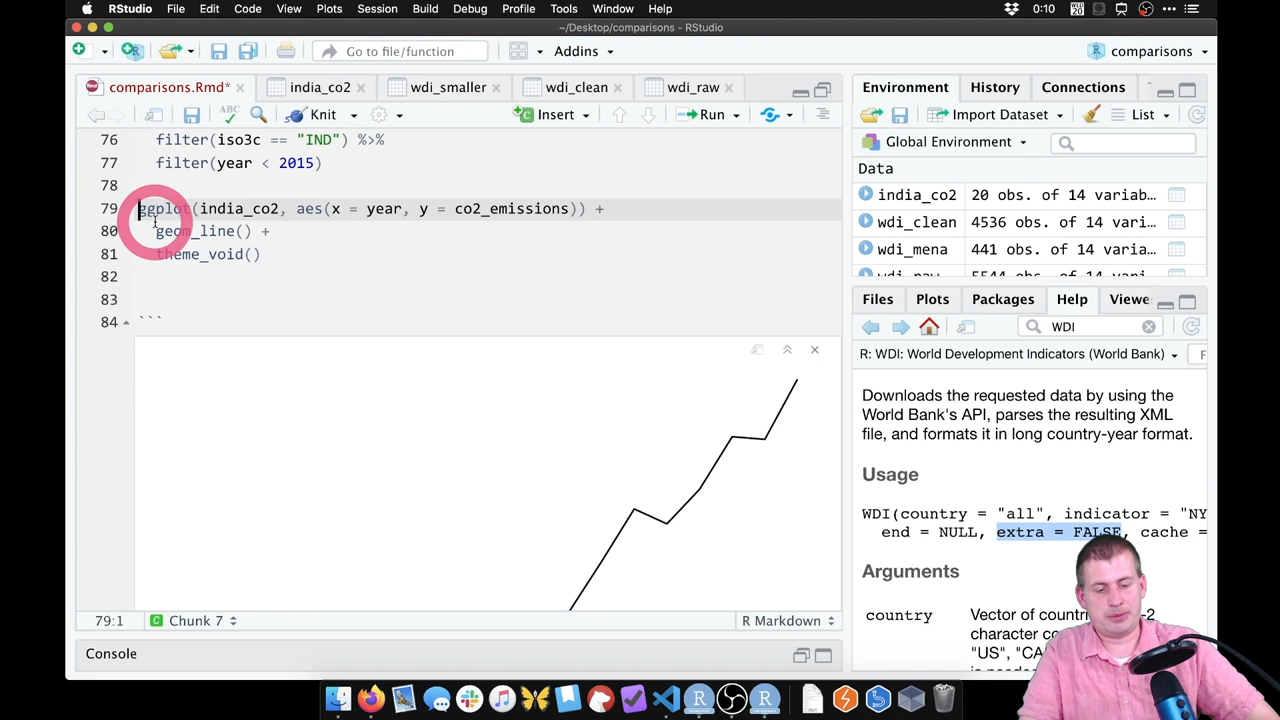 RStudio File Edit Code View Plots Session Build Debug Profile Tools Window Help 0:10 WED 20
~/Desktop/comparisons - RStudio
Go to file/function Addins comparisons
comparisons.Rmd* india_co2 wdi_smaller wdi_clean wdi_raw
ABC Knit Insert Run
76 filter(iso3c == "IND") %>%
77 filter(year < 2015)
78
79 ggplot(india_co2, aes(x = year, y = co2_emissions)) +
80 geom_line() +
81 theme_void()
82
83
84 ```
79:1 C Chunk 7 R Markdown
Console
Environment History Connections
Import Dataset List
Global Environment
Data
india_co2 20 obs. of 14 variab…
wdi_clean 4536 obs. of 14 vari…
wdi_mena 441 obs. of 14 varia…
Files Plots Packages Help Viewe
WDI
R: WDI: World Development Indicators (World Bank) F
Downloads the requested data by using the
World Bank's API, parses the resulting XML
file, and formats it in long country-year format.
Usage
WDI(country = "all", indicator = "NY
end = NULL, extra = FALSE, cache =
Arguments
country Vector of countr -2
character co
"US", "CA